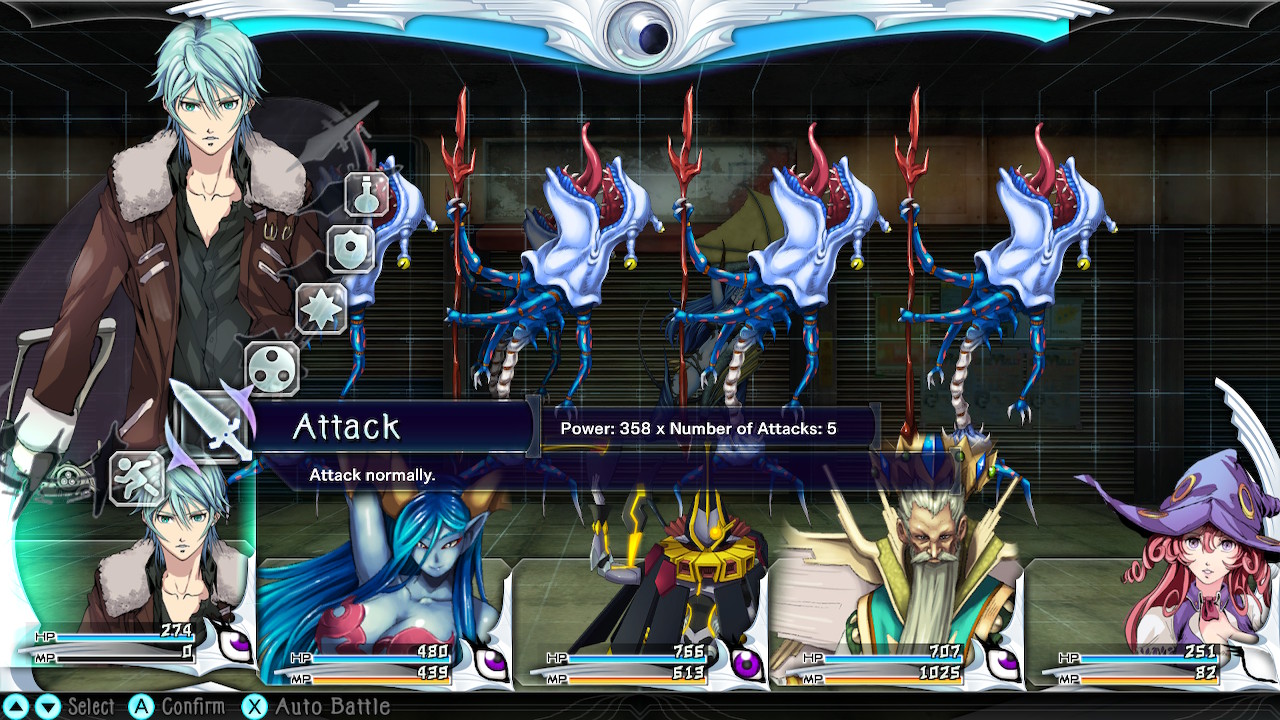 Attack
Power: 358 x Number of Attacks: 5
Attack normally.
HP 274
MP 0
HP 480
MP 439
HP 766
MP 513
HP 707
MP 1025
HP 251
MP 82
Select A Confirm X Auto Battle